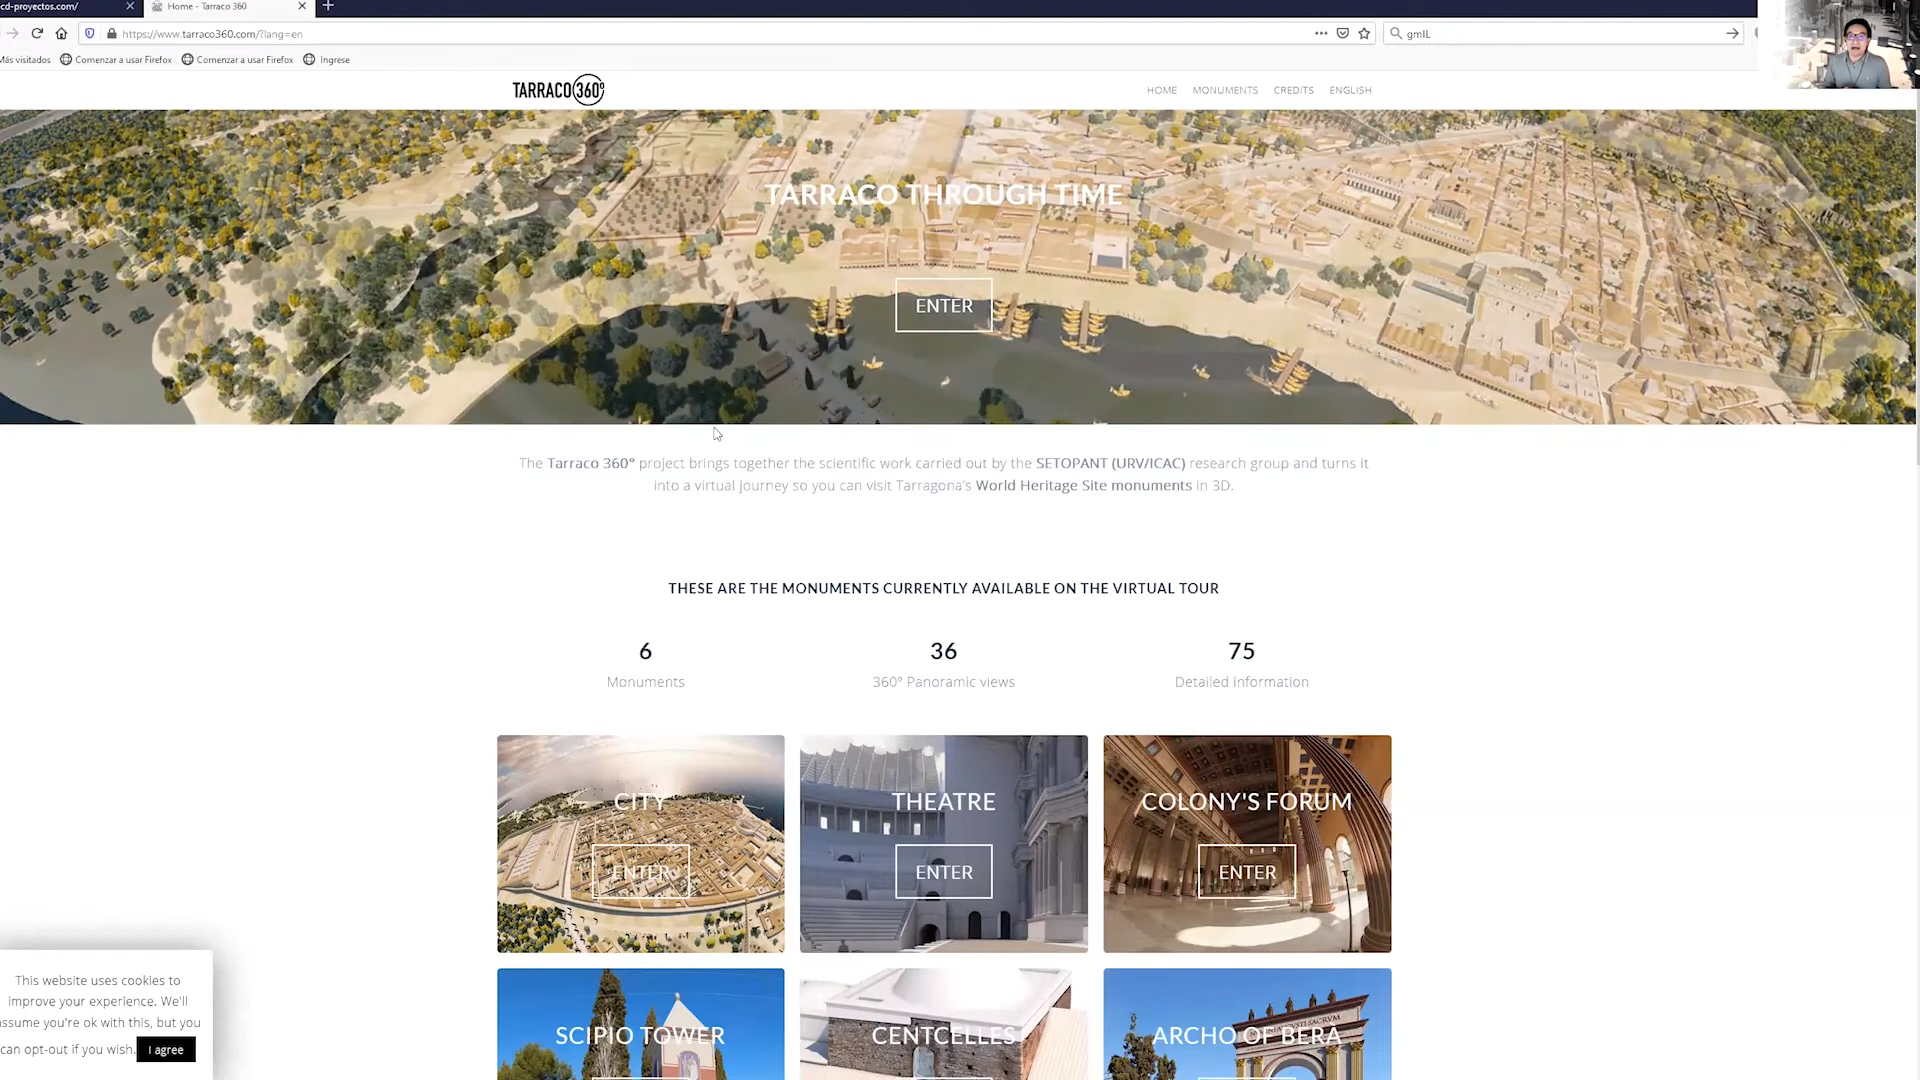 cd-proyectos.com/
Home - Tarraco 360
https://www.tarraco360.com/?lang=en
gmIL
Más visitados
Comenzar a usar Firefox
Comenzar a usar Firefox
Ingrese
TARRACO 360º
HOME
MONUMENTS
CREDITS
ENGLISH
TARRACO THROUGH TIME
ENTER
The Tarraco 360° project brings together the scientific work carried out by the SETOPANT (URV/ICAC) research group and turns it
into a virtual journey so you can visit Tarragona's World Heritage Site monuments in 3D.
THESE ARE THE MONUMENTS CURRENTLY AVAILABLE ON THE VIRTUAL TOUR
6
36
75
Monuments
360º Panoramic views
Detailed information
CITY
THEATRE
COLONY'S FORUM
ENTER
ENTER
ENTER
SCIPIO TOWER
CENTCELLES
ARCHO OF BERÀ
This website uses cookies to
improve your experience. We'll
assume you're ok with this, but you
can opt-out if you wish.
I agree